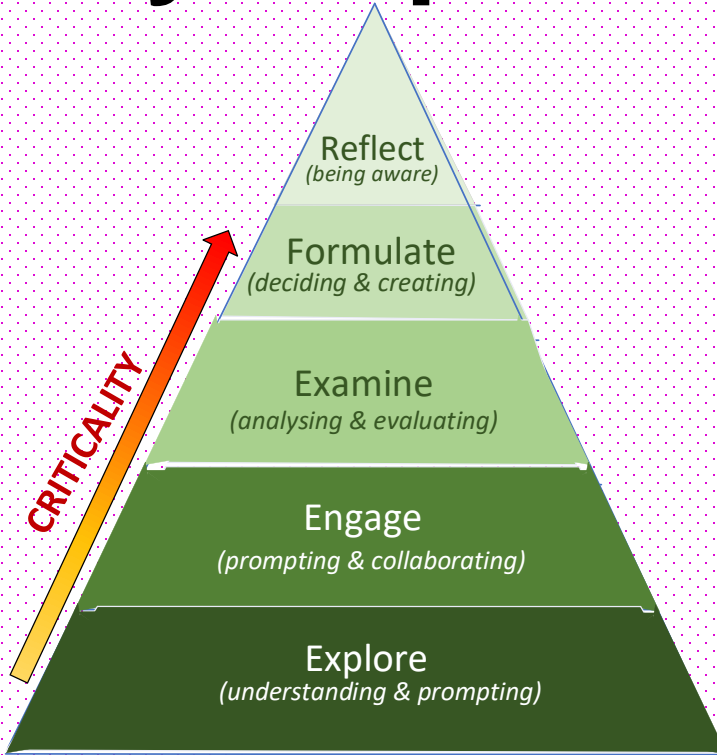 Reflect
(being aware)
Formulate
(deciding & creating)
Examine
(analysing & evaluating)
CRITICALITY
Engage
(prompting & collaborating)
Explore
(understanding & prompting)